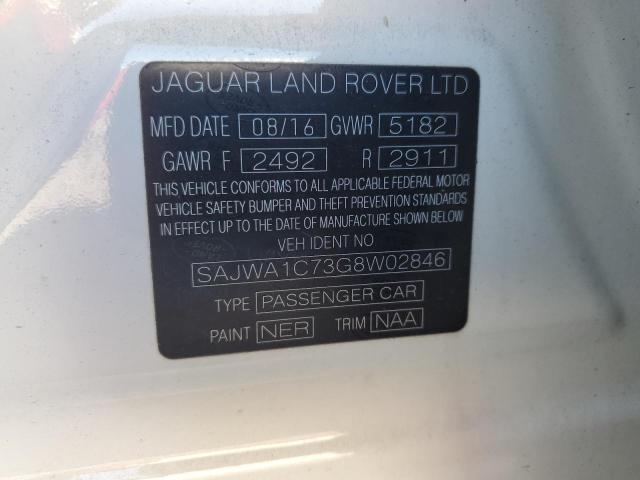 JAGUAR LAND ROVER LTD
MFD DATE 08/16 GVWR 5182
GAWR F 2492 R 2911
THIS VEHICLE CONFORMS TO ALL APPLICABLE FEDERAL MOTOR
VEHICLE SAFETY BUMPER AND THEFT PREVENTION STANDARDS
IN EFFECT UP TO THE DATE OF MANUFACTURE SHOWN BELOW
VEH IDENT NO
SAJWA1C73G8W02846
TYPE PASSENGER CAR
PAINT NER TRIM NAA